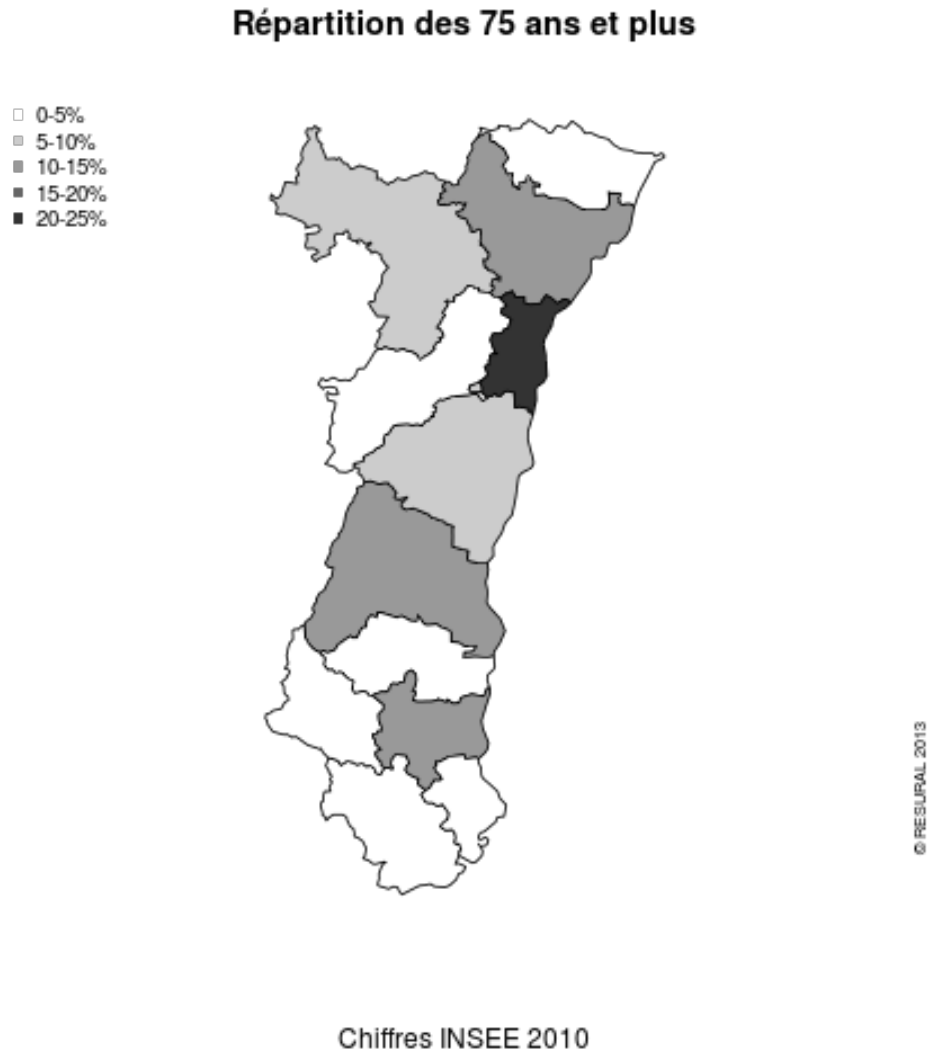 Répartition des 75 ans et plus
0-5%
5-10%
10-15%
15-20%
20-25%
© RESURAL 2013
Chiffres INSEE 2010